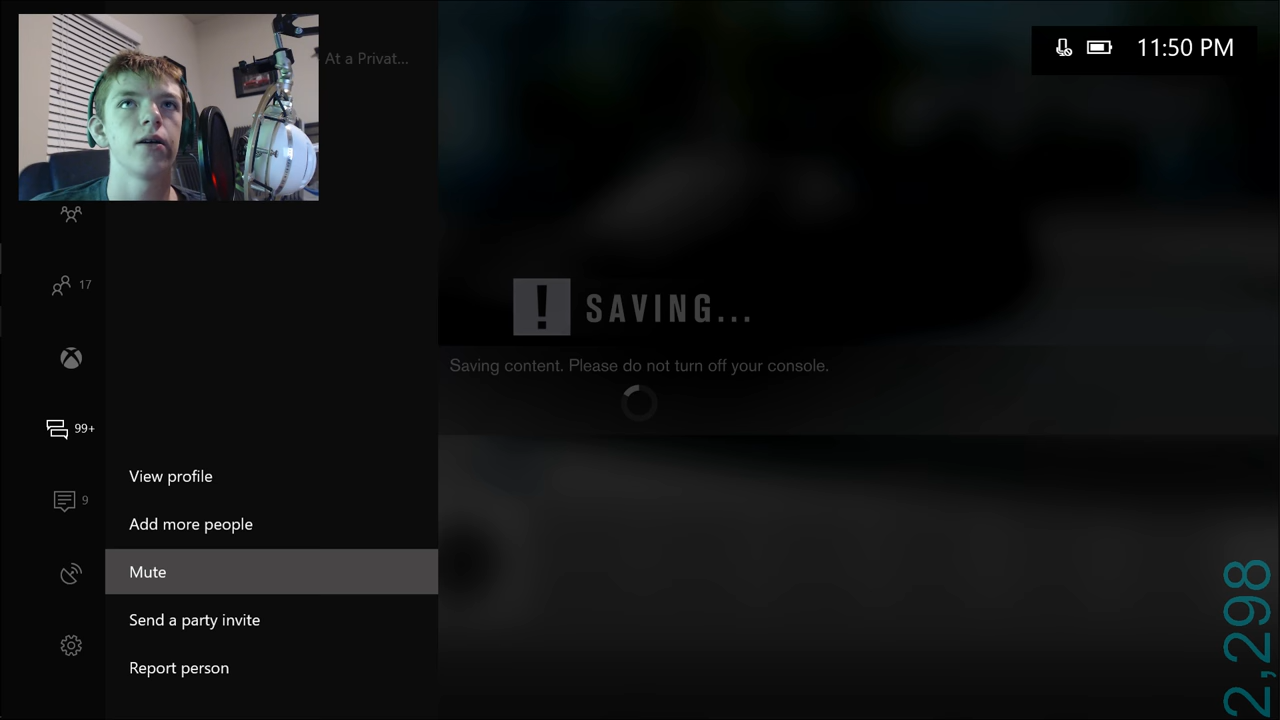 At a Privat...
11:50 PM
17
SAVING...
Saving content. Please do not turn off your console.
99+
View profile
9
Add more people
Mute
Send a party invite
Report person
2,298